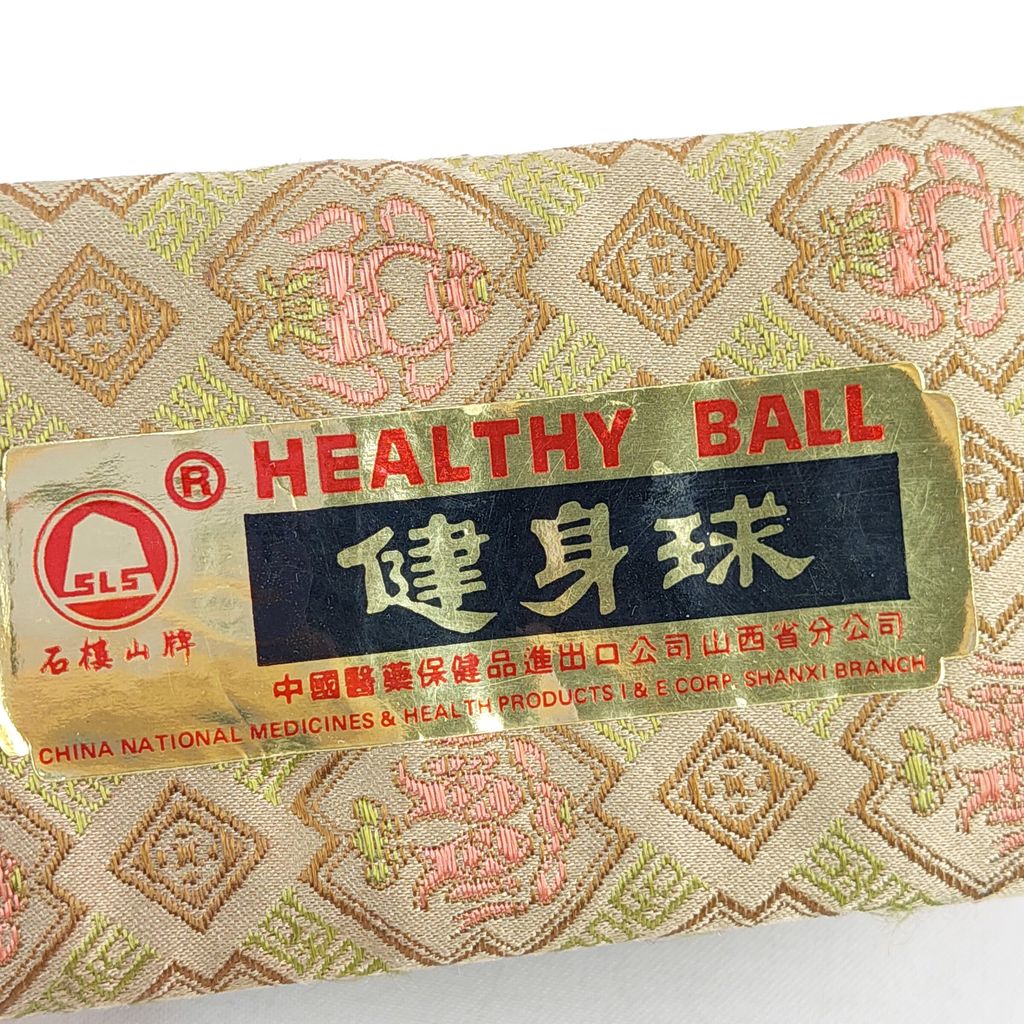 ® HEALTHY BALL
健身球
SLS
石樓山牌
中國醫藥保健品進出口公司山西省分公司
CHINA NATIONAL MEDICINES & HEALTH PRODUCTS I & E CORP. SHANXI BRANCH